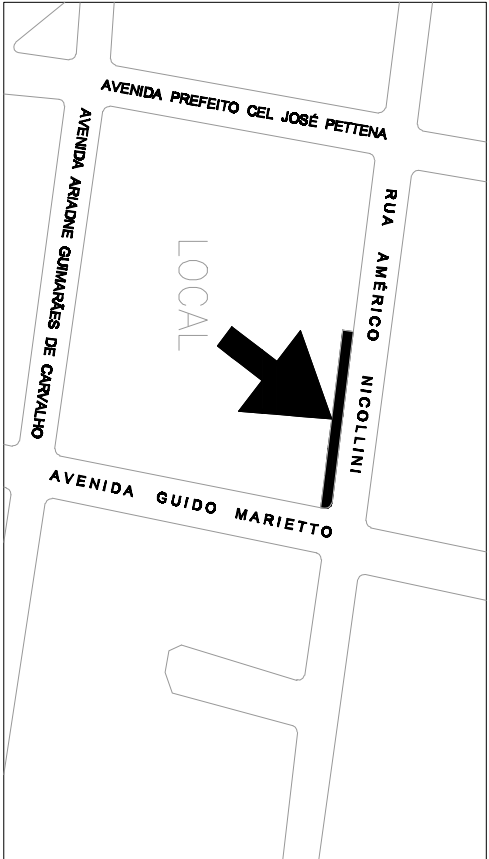 AVENIDA PREFEITO CEL JOSÉ PETTENA
AVENIDA ARIADNE GUIMARÃES DE CARVALHO
RUA AMÉRICO NICOLLINI
LOCAL
AVENIDA GUIDO MARIETTO